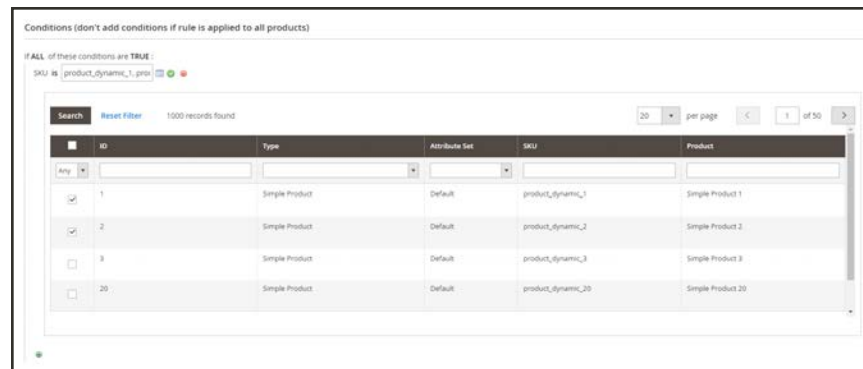 Conditions (don't add conditions if rule is applied to all products)
If ALL of these conditions are TRUE :
SKU is product_dynamic_1, pro
Search Reset Filter 1000 records found 20 per page 1 of 50
ID Type Attribute Set SKU Product
Any
1 Simple Product Default product_dynamic_1 Simple Product 1
2 Simple Product Default product_dynamic_2 Simple Product 2
3 Simple Product Default product_dynamic_3 Simple Product 3
20 Simple Product Default product_dynamic_20 Simple Product 20